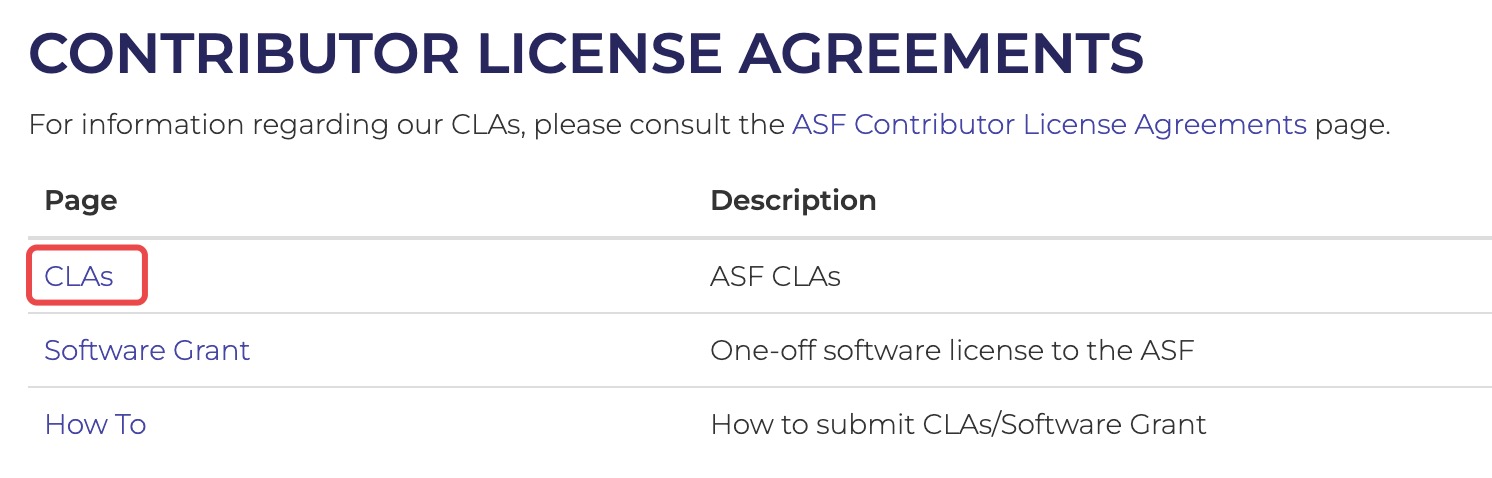 CONTRIBUTOR LICENSE AGREEMENTS
For information regarding our CLAs, please consult the ASF Contributor License Agreements page.
Page Description
CLAs ASF CLAs
Software Grant One-off software license to the ASF
How To How to submit CLAs/Software Grant